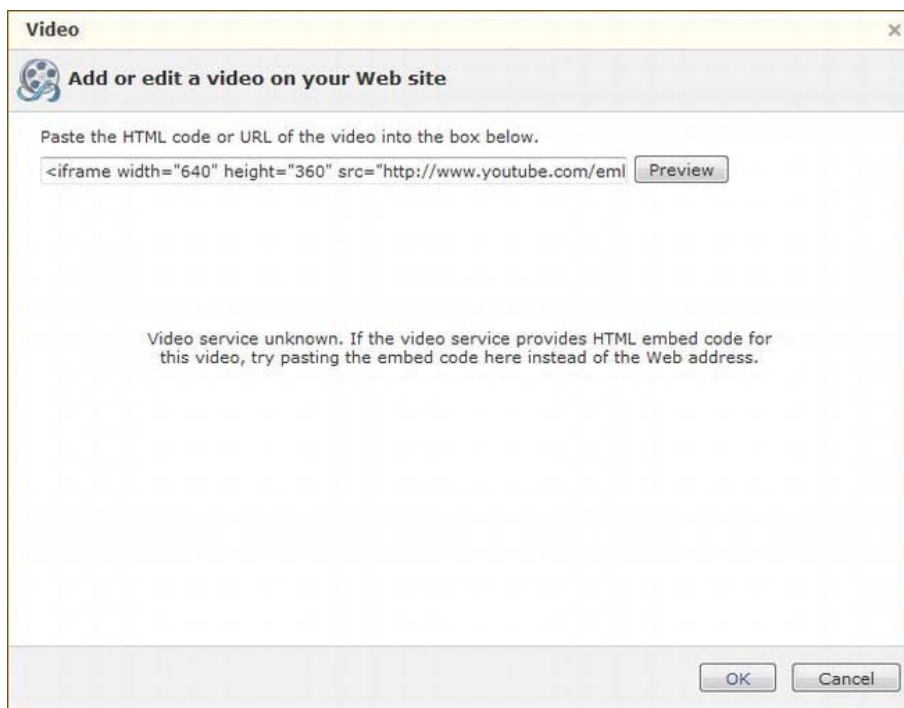 Video
Add or edit a video on your Web site
Paste the HTML code or URL of the video into the box below.
<iframe width="640" height="360" src="http://www.youtube.com/eml
Preview
Video service unknown. If the video service provides HTML embed code for
this video, try pasting the embed code here instead of the Web address.
OK Cancel